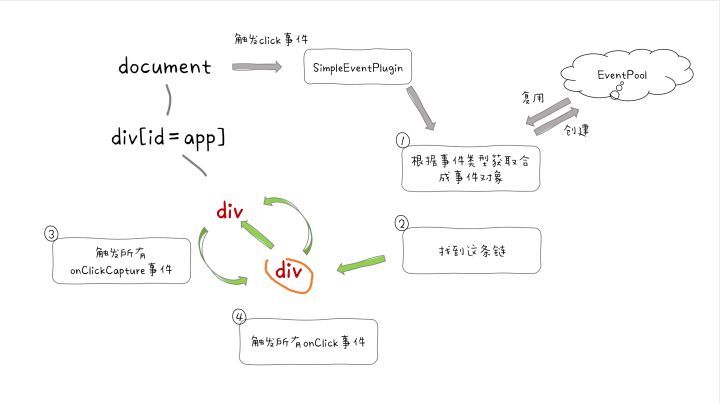 触发click事件
document
SimpleEventPlugin
EventPool
复用
创建
div[id=app]
①
根据事件类型获取合
成事件对象
div
②
找到这条链
③
触发所有
onClickCapture事件
div
④
触发所有onClick事件